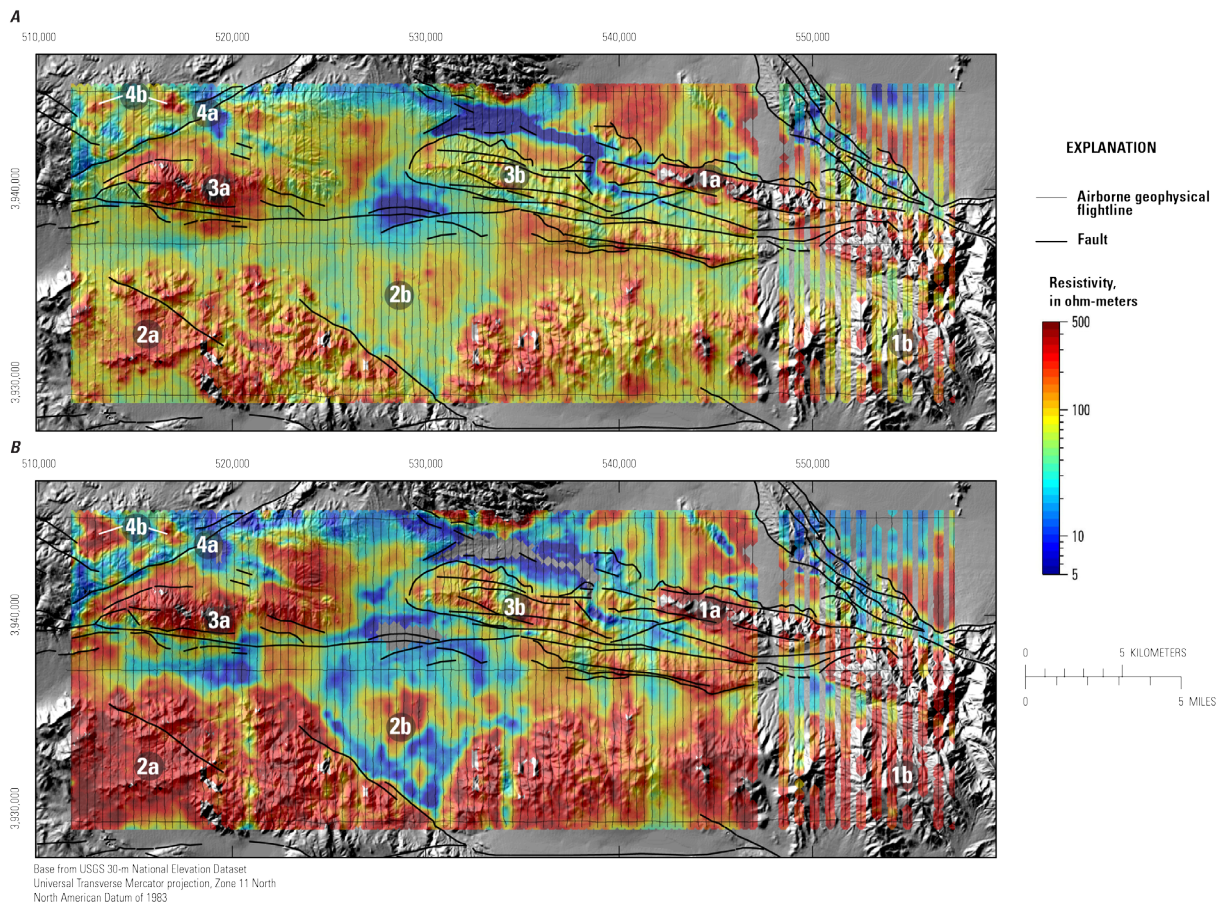 A
510,000 520,000 530,000 540,000 550,000
3,940,000
3,930,000
4b
4a
3a
3b
1a
2b
2a
1b
EXPLANATION
Airborne geophysical
flightline
Fault
Resistivity,
in ohm-meters
500
100
10
5
B
510,000 520,000 530,000 540,000 550,000
3,940,000
3,930,000
4b
4a
3a
3b
1a
2b
2a
1b
0 5 KILOMETERS
0 5 MILES
Base from USGS 30-m National Elevation Dataset
Universal Transverse Mercator projection, Zone 11 North
North American Datum of 1983